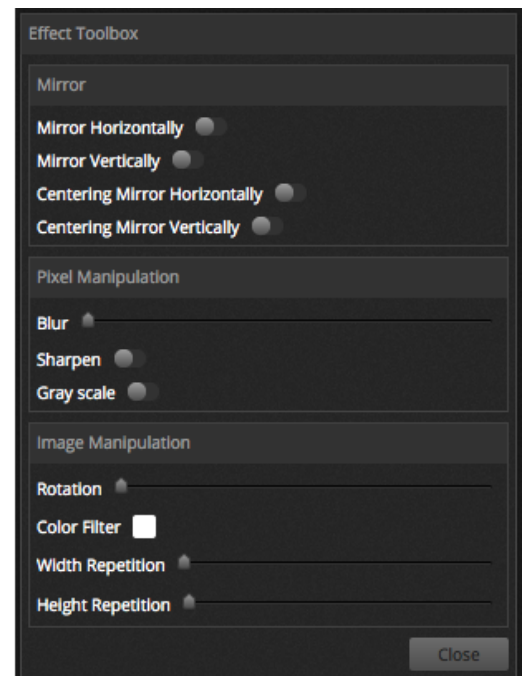 Effect Toolbox
Mirror
Mirror Horizontally
Mirror Vertically
Centering Mirror Horizontally
Centering Mirror Vertically
Pixel Manipulation
Blur
Sharpen
Gray scale
Image Manipulation
Rotation
Color Filter
Width Repetition
Height Repetition
Close